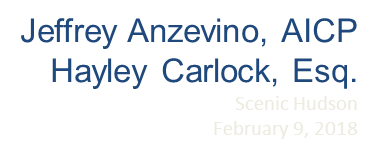 Jeffrey Anzevino, AICP
Hayley Carlock, Esq.
Scenic Hudson
February 9, 2018